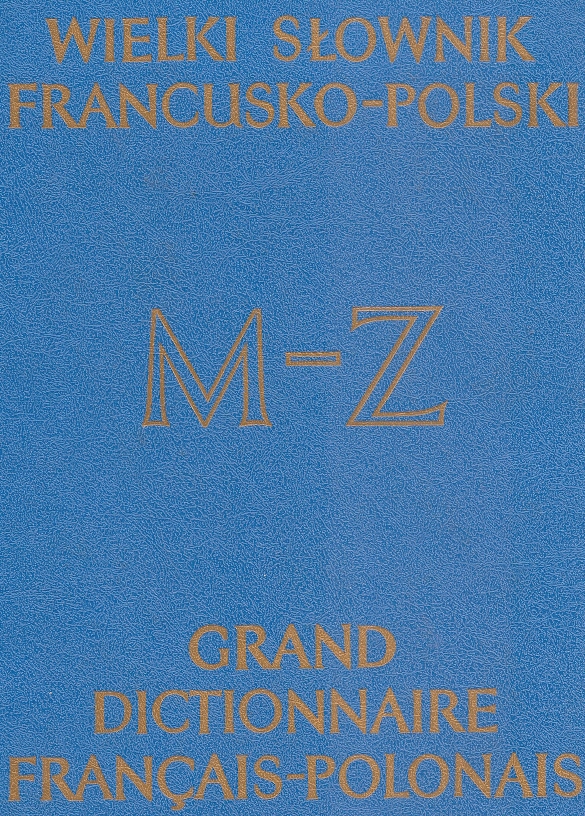 WIELKI SŁOWNIK
FRANCUSKO-POLSKI
M-Z
GRAND
DICTIONNAIRE
FRANÇAIS-POLONAIS